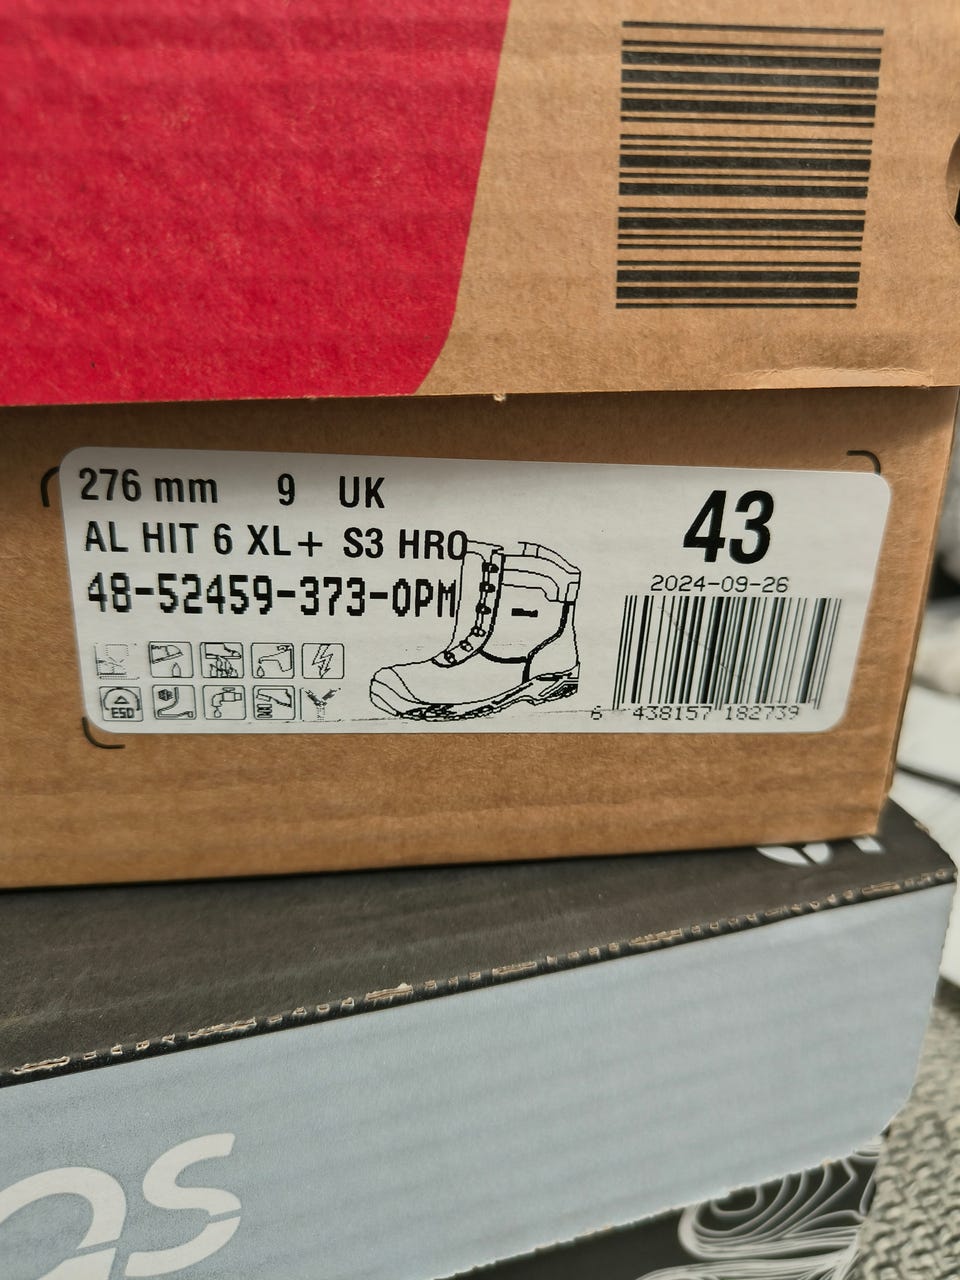 276 mm 9 UK
AL HIT 6 XL+ S3 HRO
48-52459-373-0PM
43
2024-09-26
6 438157 182739
ESD